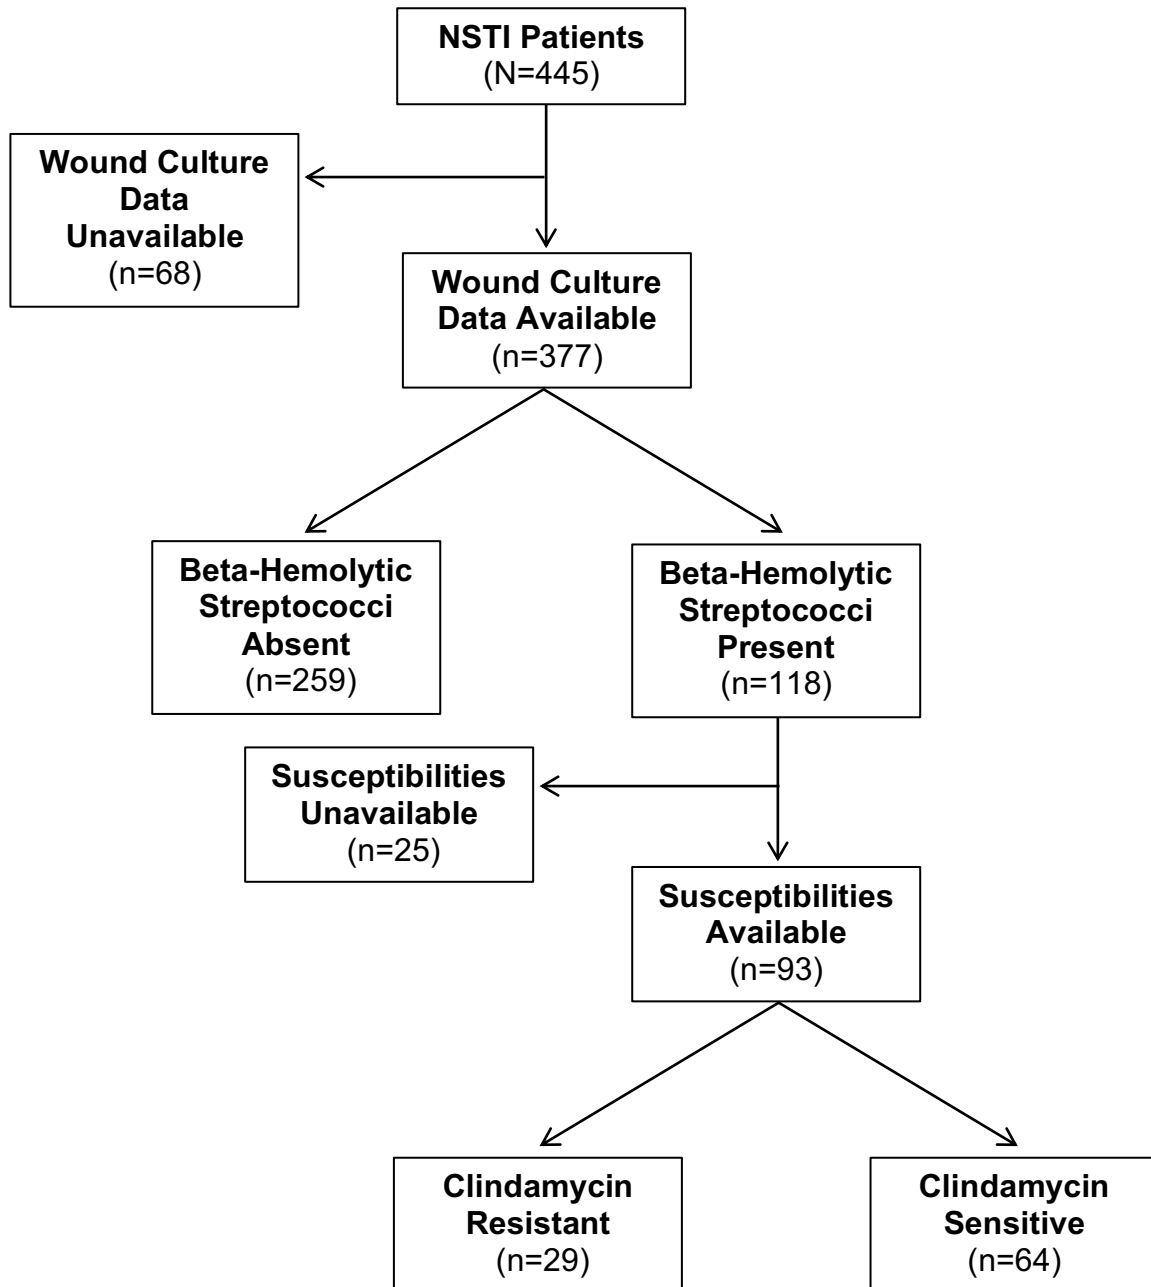 NSTI Patients
(N=445)
Wound Culture
Data
Unavailable
(n=68)
Wound Culture
Data Available
(n=377)
Beta-Hemolytic
Streptococci
Absent
(n=259)
Beta-Hemolytic
Streptococci
Present
(n=118)
Susceptibilities
Unavailable
(n=25)
Susceptibilities
Available
(n=93)
Clindamycin
Resistant
(n=29)
Clindamycin
Sensitive
(n=64)